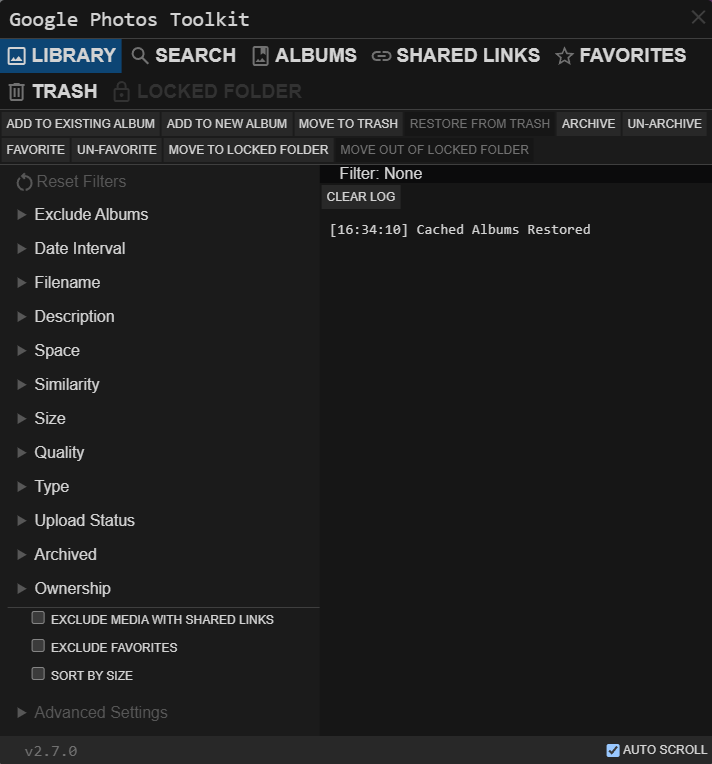 Google Photos Toolkit
LIBRARY SEARCH ALBUMS SHARED LINKS FAVORITES
TRASH LOCKED FOLDER
ADD TO EXISTING ALBUM ADD TO NEW ALBUM MOVE TO TRASH RESTORE FROM TRASH ARCHIVE UN-ARCHIVE
FAVORITE UN-FAVORITE MOVE TO LOCKED FOLDER MOVE OUT OF LOCKED FOLDER
Reset Filters
Exclude Albums
Date Interval
Filename
Description
Space
Similarity
Size
Quality
Type
Upload Status
Archived
Ownership
EXCLUDE MEDIA WITH SHARED LINKS
EXCLUDE FAVORITES
SORT BY SIZE
Advanced Settings
Filter: None
CLEAR LOG
[16:34:10] Cached Albums Restored
v2.7.0
AUTO SCROLL